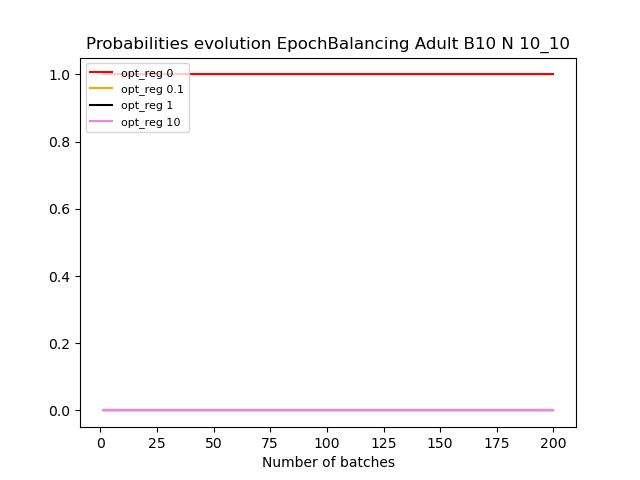 Probabilities evolution EpochBalancing Adult B10 N 10_10
1.0
0.8
0.6
0.4
0.2
0.0
opt_reg 0
opt_reg 0.1
opt_reg 1
opt_reg 10
0 25 50 75 100 125 150 175 200
Number of batches